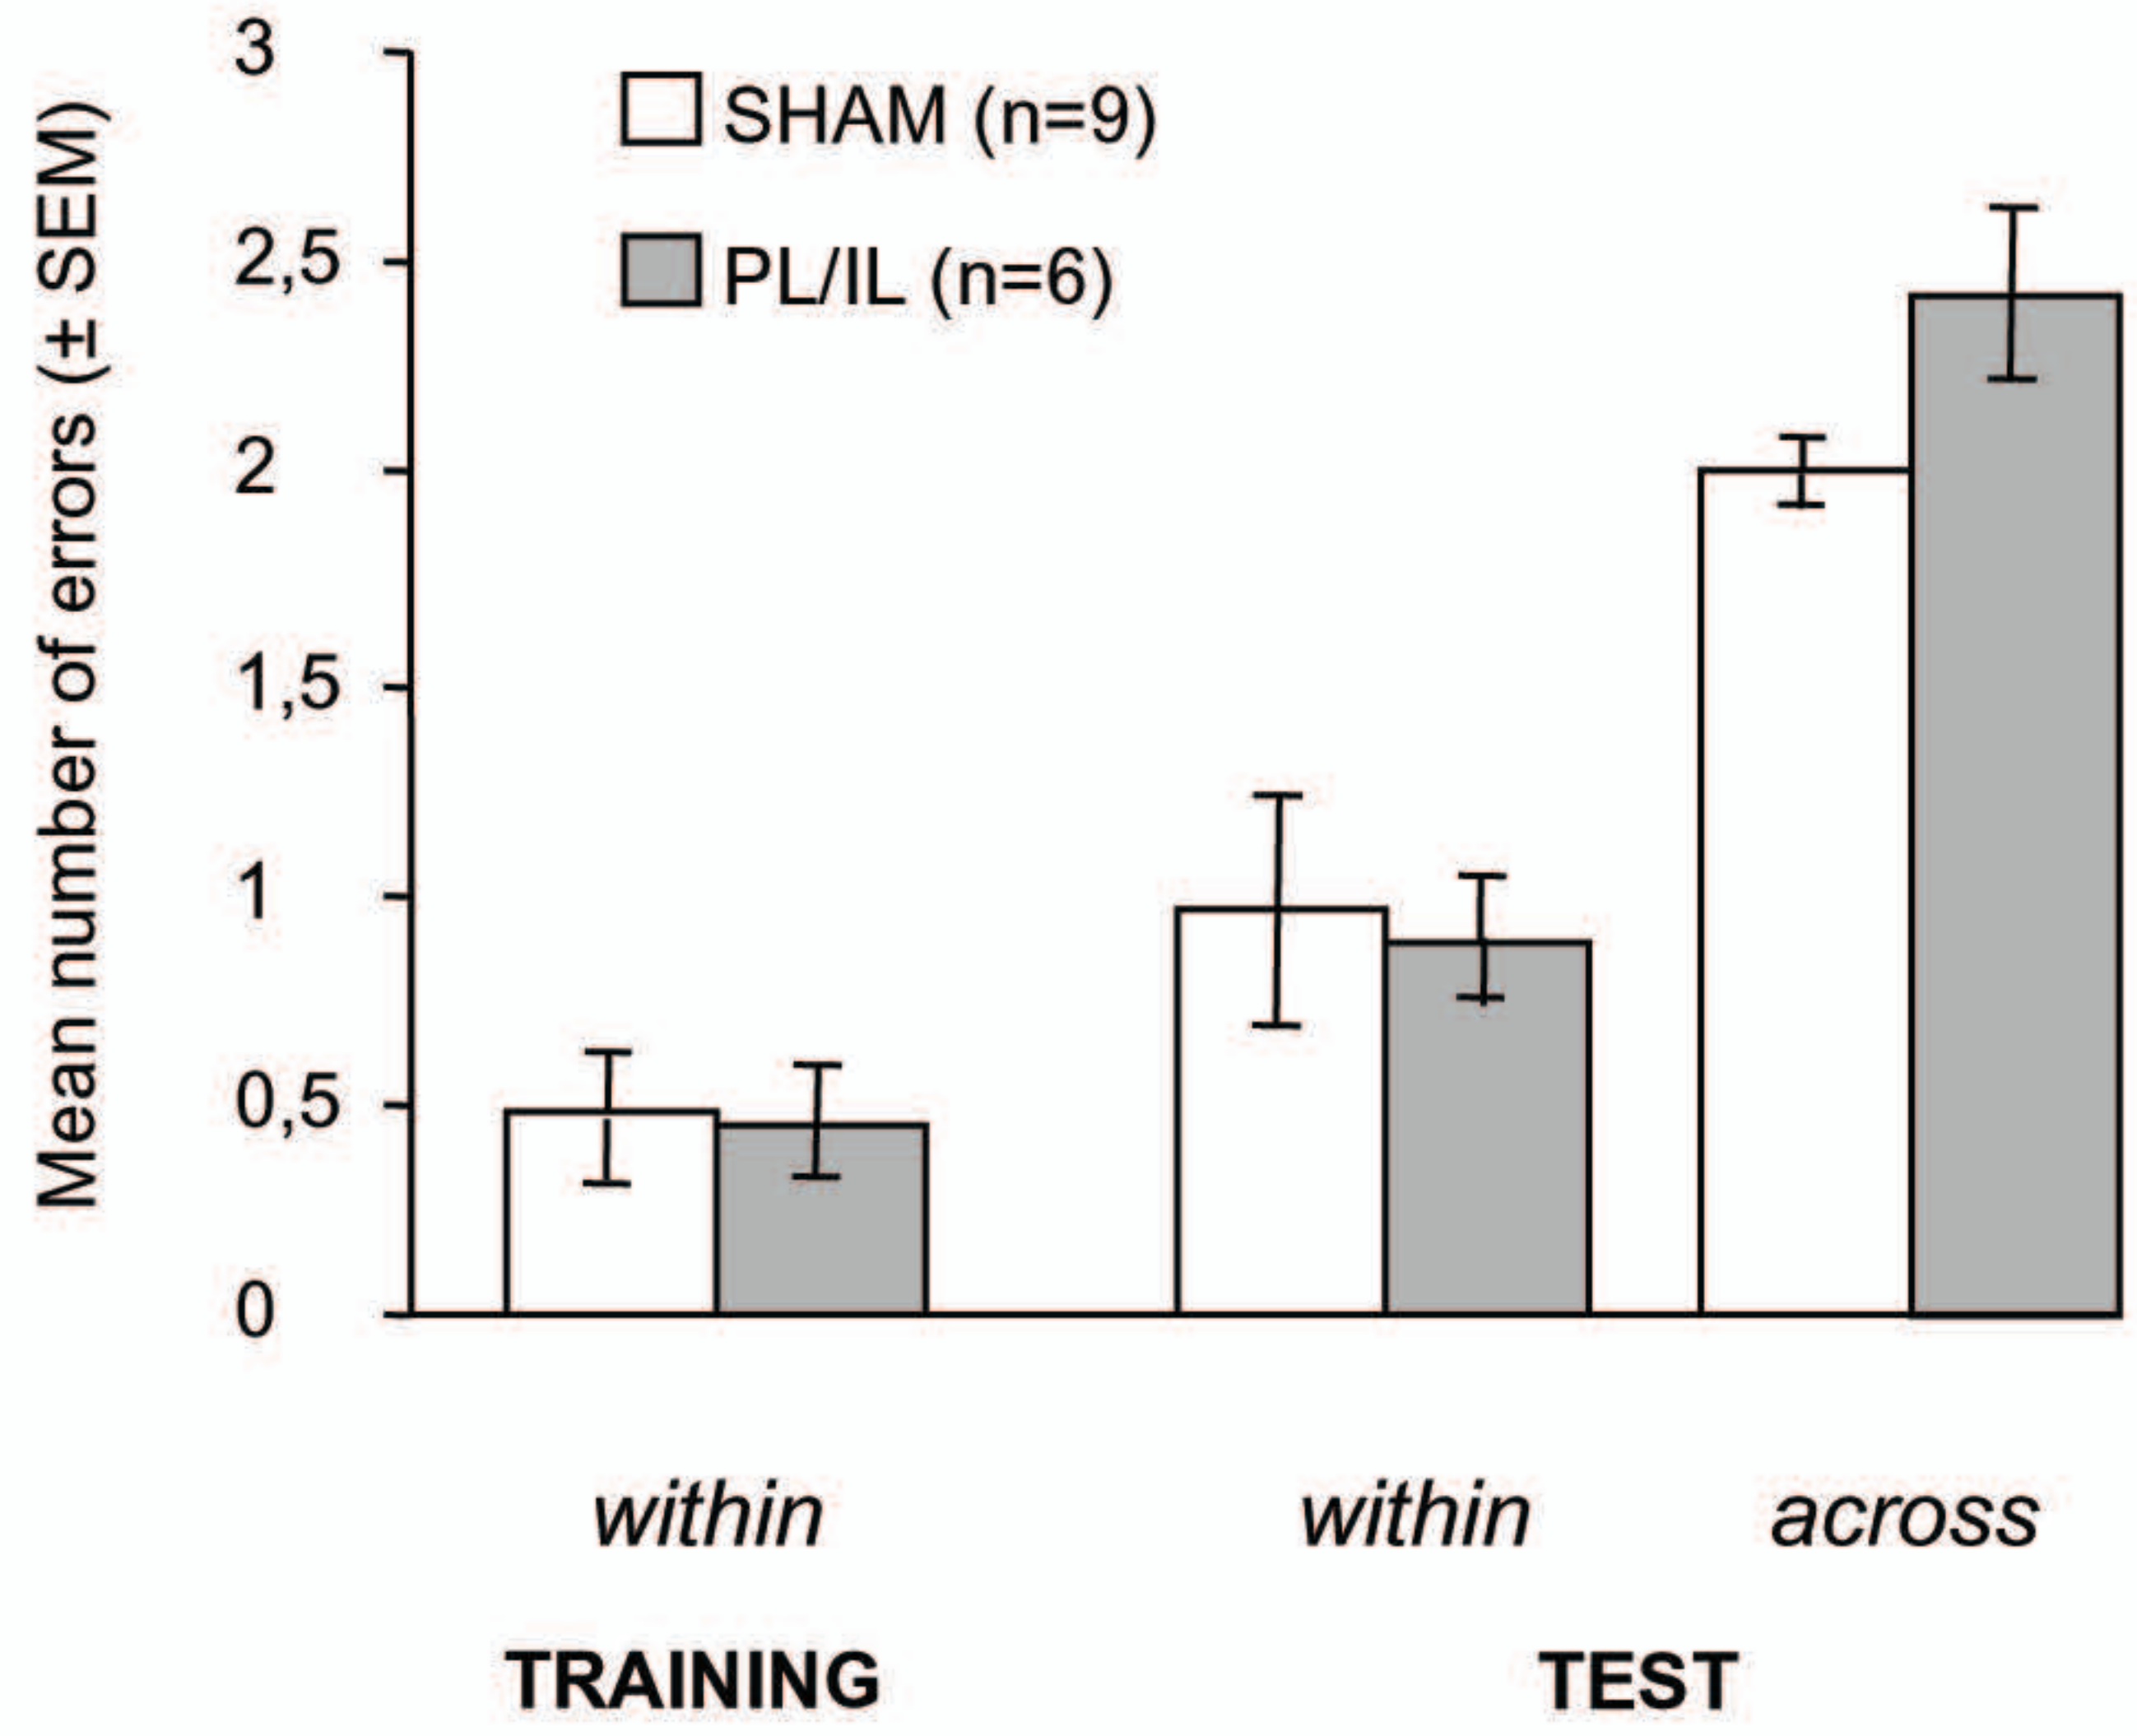 Mean number of errors (± SEM)
3
2,5
2
1,5
1
0,5
0
SHAM (n=9)
PL/IL (n=6)
within within across
TRAINING TEST